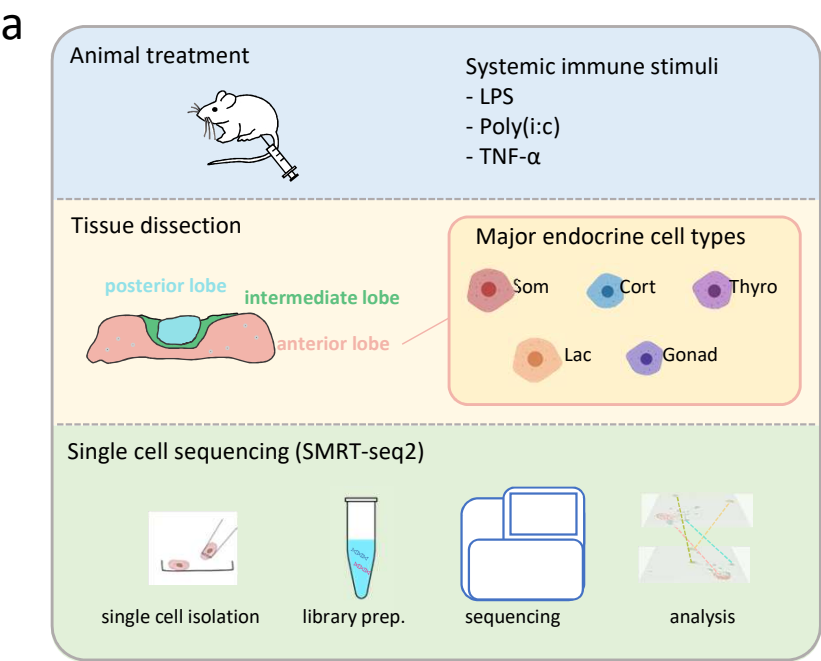 a
Animal treatment
Systemic immune stimuli
- LPS
- Poly(i:c)
- TNF-α
Tissue dissection
Major endocrine cell types
posterior lobe
intermediate lobe
anterior lobe
Som
Cort
Thyro
Lac
Gonad
Single cell sequencing (SMRT-seq2)
single cell isolation
library prep.
sequencing
analysis